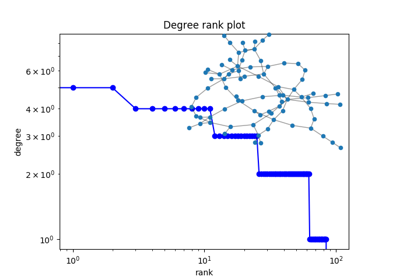 Degree rank plot
degree
6 × 10⁰
4 × 10⁰
3 × 10⁰
2 × 10⁰
10⁰
10⁰ 10¹ 10²
rank